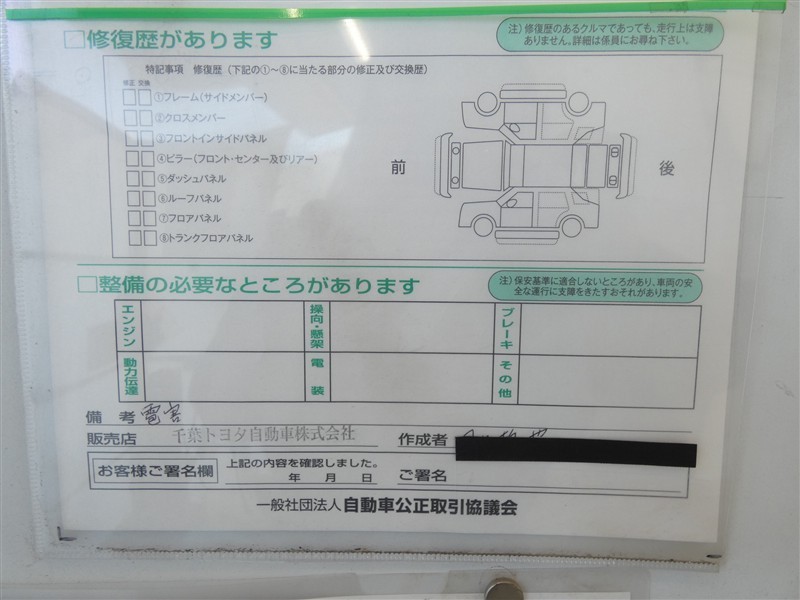 □修復歴があります
注）修復歴のあるクルマであっても、走行上は支障
ありません。詳細は係員にお尋ね下さい。
特記事項 修復歴（下記の①～⑧に当たる部分の修正及び交換歴）
修正 交換
①フレーム（サイドメンバー）
②クロスメンバー
③フロントインサイドパネル
④ピラー（フロント・センター及びリアー）
⑤ダッシュパネル
⑥ルーフパネル
⑦フロアパネル
⑧トランクフロアパネル
前
後
□整備の必要なところがあります
注）保安基準に適合しないところがあり、車両の安
全な運行に支障をきたすおそれがあります。
エンジン
操向・懸架
ブレーキ
動力伝達
電装
その他
備考 雹害
販売店 千葉トヨタ自動車株式会社
作成者
お客様ご署名欄
上記の内容を確認しました。
年 月 日
ご署名
一般社団法人 自動車公正取引協議会